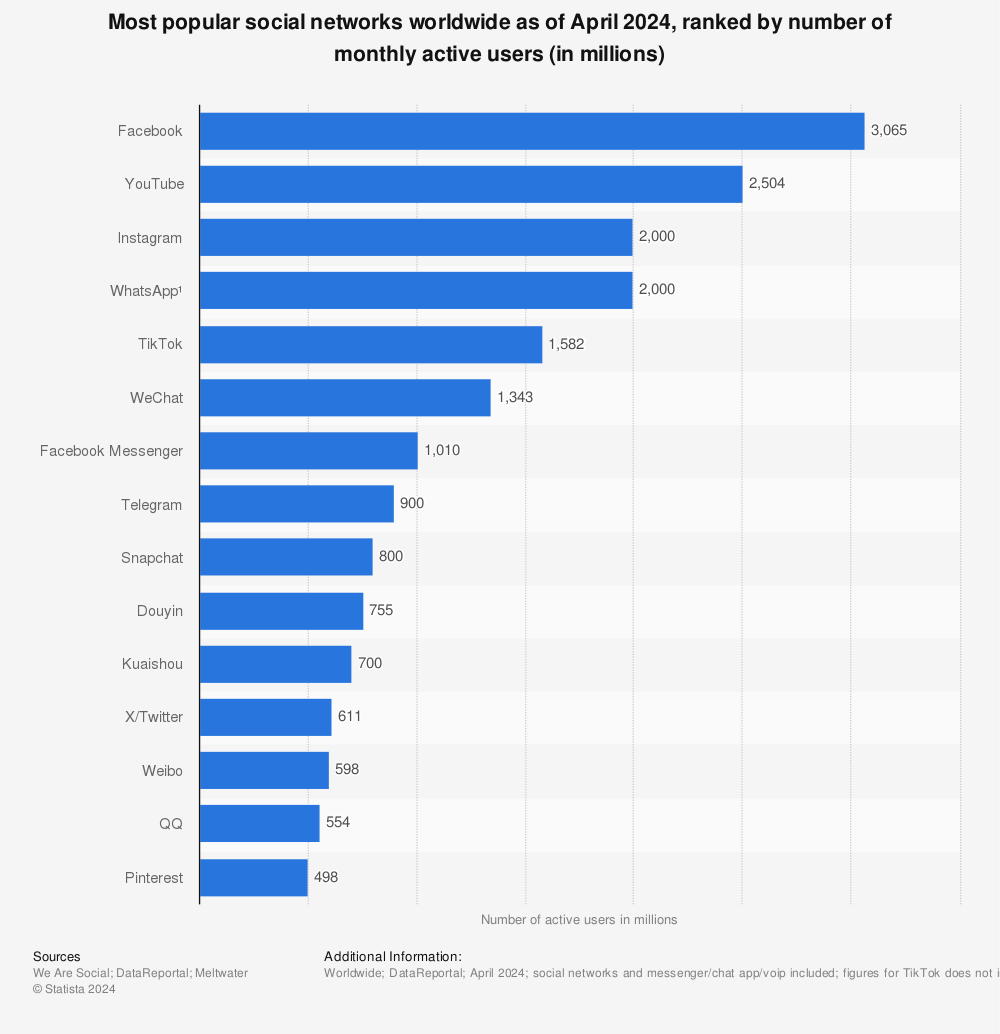 Most popular social networks worldwide as of April 2024, ranked by number of
monthly active users (in millions)
Facebook 3,065
YouTube 2,504
Instagram 2,000
WhatsApp¹ 2,000
TikTok 1,582
WeChat 1,343
Facebook Messenger 1,010
Telegram 900
Snapchat 800
Douyin 755
Kuaishou 700
X/Twitter 611
Weibo 598
QQ 554
Pinterest 498
Number of active users in millions
Sources
We Are Social; DataReportal; Meltwater
© Statista 2024
Additional Information:
Worldwide; DataReportal; April 2024; social networks and messenger/chat app/voip included; figures for TikTok does not